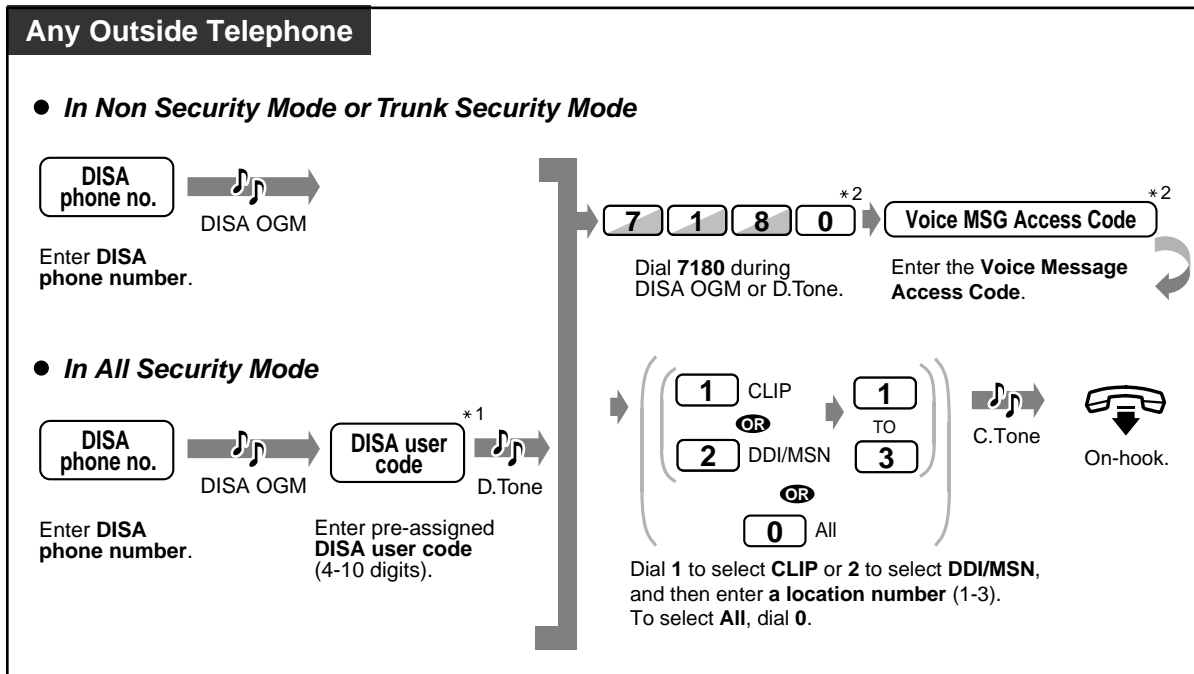 Any Outside Telephone
● In Non Security Mode or Trunk Security Mode
DISA
phone no.
DISA OGM
Enter DISA
phone number.
● In All Security Mode
DISA
phone no.
DISA OGM
Enter DISA
phone number.
*1
DISA user
code
D.Tone
Enter pre-assigned
DISA user code
(4-10 digits).
7 1 8 0 *2
Dial 7180 during
DISA OGM or D.Tone.
Voice MSG Access Code *2
Enter the Voice Message
Access Code.
1 CLIP
OR
2 DDI/MSN
1
TO
3
OR
0 All
C.Tone
On-hook.
Dial 1 to select CLIP or 2 to select DDI/MSN,
and then enter a location number (1-3).
To select All, dial 0.